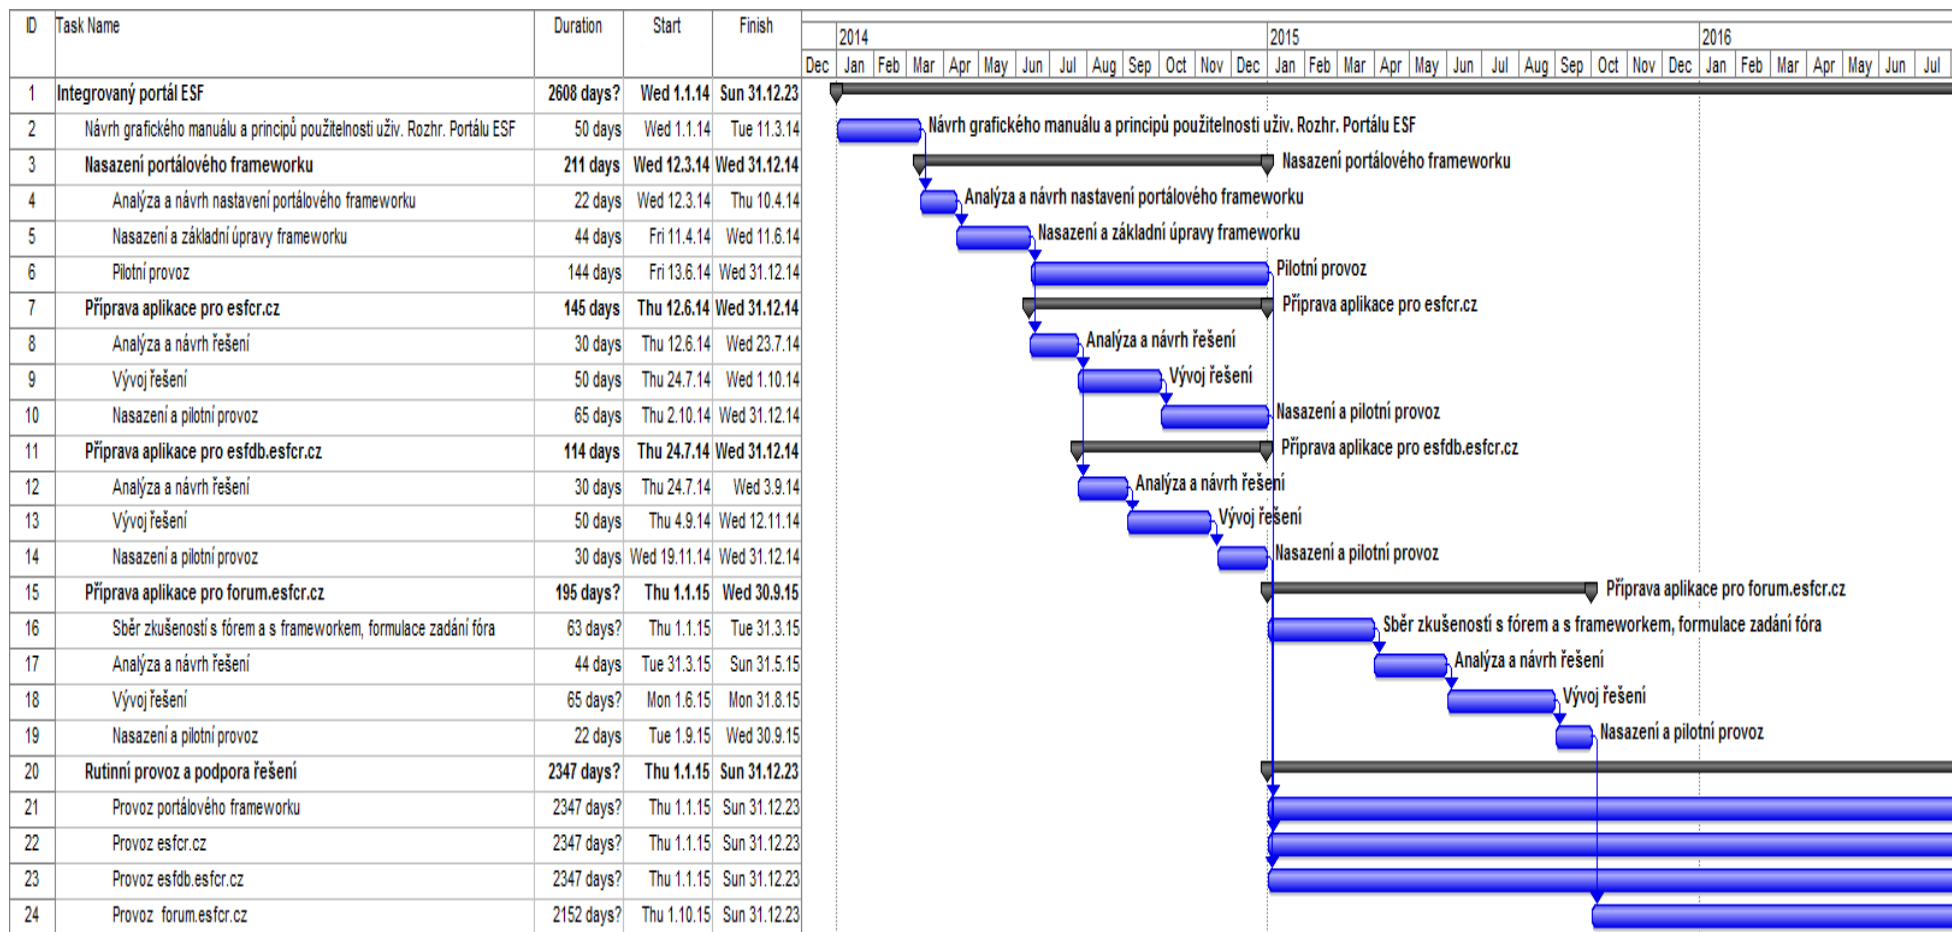 ID Task Name Duration Start Finish
2014 2015 2016
Dec Jan Feb Mar Apr May Jun Jul Aug Sep Oct Nov Dec Jan Feb Mar Apr May Jun Jul Aug Sep Oct Nov Dec Jan Feb Mar Apr May Jun Jul
1 Integrovaný portál ESF 2608 days? Wed 1.1.14 Sun 31.12.23
2 Návrh grafického manuálu a principů použitelnosti uživ. Rozhr. Portálu ESF 50 days Wed 1.1.14 Tue 11.3.14 Návrh grafického manuálu a principů použitelnosti uživ. Rozhr. Portálu ESF
3 Nasazení portálového frameworku 211 days Wed 12.3.14 Wed 31.12.14 Nasazení portálového frameworku
4 Analýza a návrh nastavení portálového frameworku 22 days Wed 12.3.14 Thu 10.4.14 Analýza a návrh nastavení portálového frameworku
5 Nasazení a základní úpravy frameworku 44 days Fri 11.4.14 Wed 11.6.14 Nasazení a základní úpravy frameworku
6 Pilotní provoz 144 days Fri 13.6.14 Wed 31.12.14 Pilotní provoz
7 Příprava aplikace pro esfcr.cz 145 days Thu 12.6.14 Wed 31.12.14 Příprava aplikace pro esfcr.cz
8 Analýza a návrh řešení 30 days Thu 12.6.14 Wed 23.7.14 Analýza a návrh řešení
9 Vývoj řešení 50 days Thu 24.7.14 Wed 1.10.14 Vývoj řešení
10 Nasazení a pilotní provoz 65 days Thu 2.10.14 Wed 31.12.14 Nasazení a pilotní provoz
11 Příprava aplikace pro esfdb.esfcr.cz 114 days Thu 24.7.14 Wed 31.12.14 Příprava aplikace pro esfdb.esfcr.cz
12 Analýza a návrh řešení 30 days Thu 24.7.14 Wed 3.9.14 Analýza a návrh řešení
13 Vývoj řešení 50 days Thu 4.9.14 Wed 12.11.14 Vývoj řešení
14 Nasazení a pilotní provoz 30 days Wed 19.11.14 Wed 31.12.14 Nasazení a pilotní provoz
15 Příprava aplikace pro forum.esfcr.cz 195 days? Thu 1.1.15 Wed 30.9.15 Příprava aplikace pro forum.esfcr.cz
16 Sběr zkušeností s fórem a s frameworkem, formulace zadání fóra 63 days? Thu 1.1.15 Tue 31.3.15 Sběr zkušeností s fórem a s frameworkem, formulace zadání fóra
17 Analýza a návrh řešení 44 days Tue 31.3.15 Sun 31.5.15 Analýza a návrh řešení
18 Vývoj řešení 65 days? Mon 1.6.15 Mon 31.8.15 Vývoj řešení
19 Nasazení a pilotní provoz 22 days Tue 1.9.15 Wed 30.9.15 Nasazení a pilotní provoz
20 Rutinní provoz a podpora řešení 2347 days? Thu 1.1.15 Sun 31.12.23
21 Provoz portálového frameworku 2347 days? Thu 1.1.15 Sun 31.12.23
22 Provoz esfcr.cz 2347 days? Thu 1.1.15 Sun 31.12.23
23 Provoz esfdb.esfcr.cz 2347 days? Thu 1.1.15 Sun 31.12.23
24 Provoz forum.esfcr.cz 2152 days? Thu 1.10.15 Sun 31.12.23